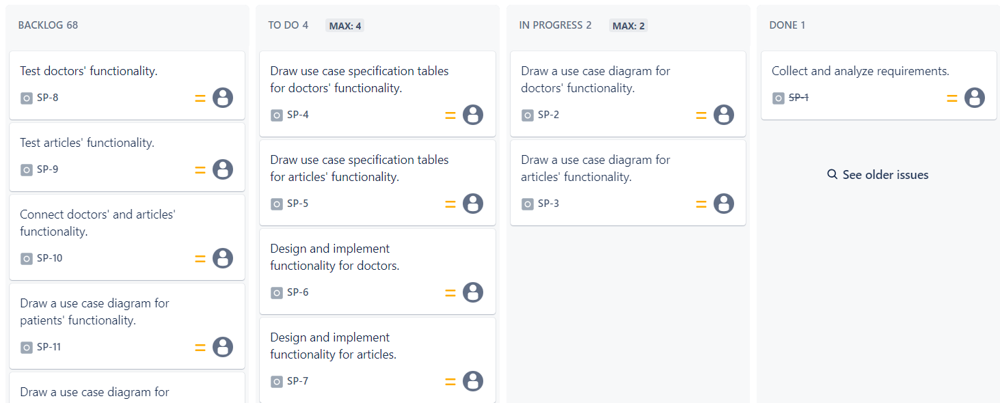 BACKLOG 68
Test doctors' functionality.
SP-8
Test articles' functionality.
SP-9
Connect doctors' and articles'
functionality.
SP-10
Draw a use case diagram for
patients' functionality.
SP-11
Draw a use case diagram for
TO DO 4 MAX: 4
Draw use case specification tables
for doctors' functionality.
SP-4
Draw use case specification tables
for articles' functionality.
SP-5
Design and implement
functionality for doctors.
SP-6
Design and implement
functionality for articles.
SP-7
IN PROGRESS 2 MAX: 2
Draw a use case diagram for
doctors' functionality.
SP-2
Draw a use case diagram for
articles' functionality.
SP-3
DONE 1
Collect and analyze requirements.
SP-1
See older issues